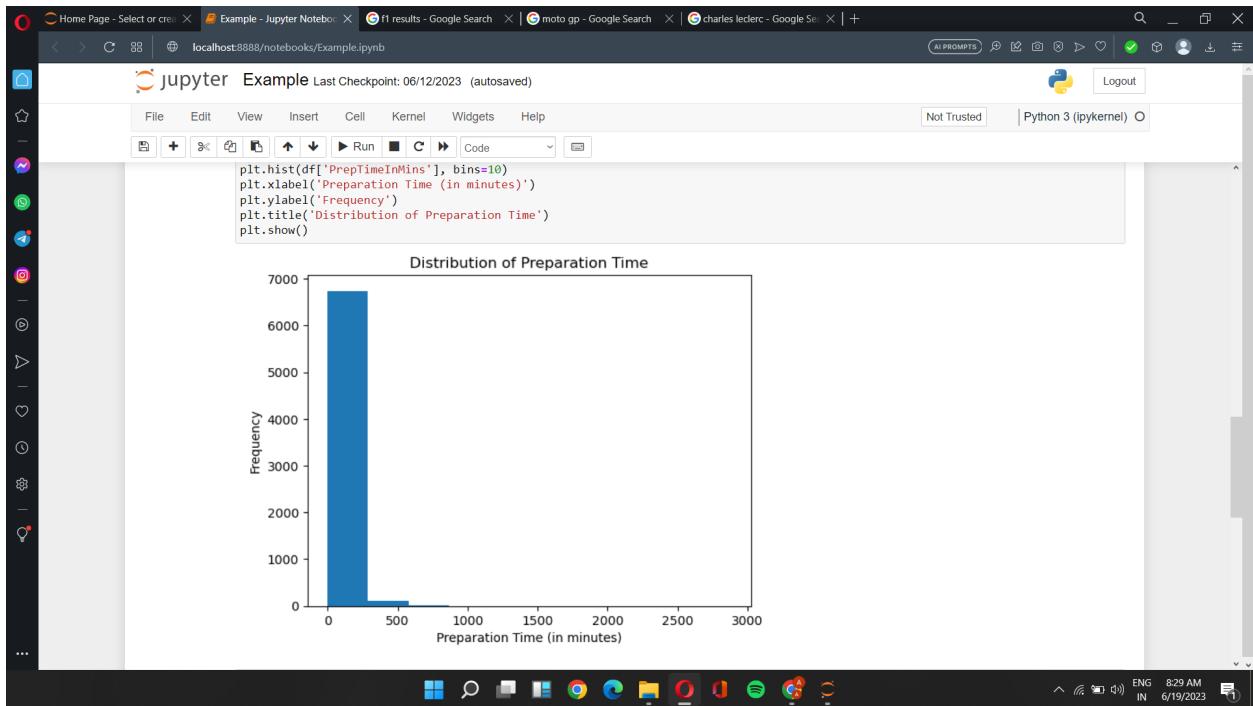 Home Page - Select or crea
Example - Jupyter Noteboo
f1 results - Google Search
moto gp - Google Search
charles leclerc - Google Se
localhost:8888/notebooks/Example.ipynb
AI PROMPTS
jupyter Example Last Checkpoint: 06/12/2023 (autosaved)
Logout
File Edit View Insert Cell Kernel Widgets Help
Not Trusted
Python 3 (ipykernel)
Run
Code
plt.hist(df['PrepTimeInMins'], bins=10)
plt.xlabel('Preparation Time (in minutes)')
plt.ylabel('Frequency')
plt.title('Distribution of Preparation Time')
plt.show()
Distribution of Preparation Time
7000
6000
5000
4000
3000
2000
1000
0
Frequency
0 500 1000 1500 2000 2500 3000
Preparation Time (in minutes)
ENG
IN
8:29 AM
6/19/2023
1